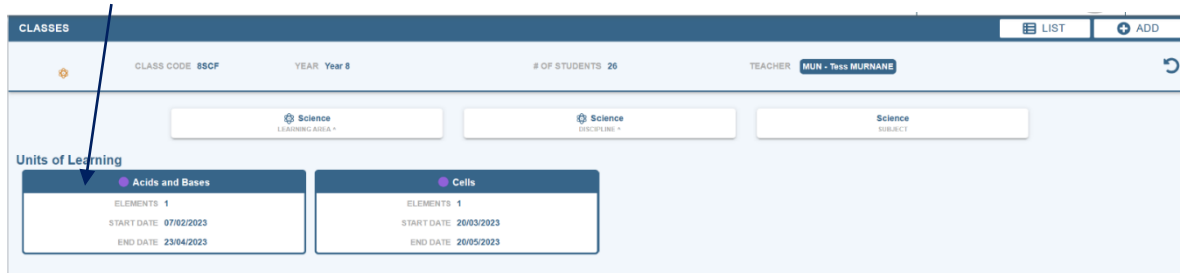 CLASSES LIST ADD
CLASS CODE 8SCF YEAR Year 8 # OF STUDENTS 26 TEACHER MUN - Tess MURNANE
Science Science Science
LEARNING AREA * DISCIPLINE * SUBJECT
Units of Learning
Acids and Bases Cells
ELEMENTS 1 ELEMENTS 1
START DATE 07/02/2023 START DATE 20/03/2023
END DATE 23/04/2023 END DATE 20/05/2023